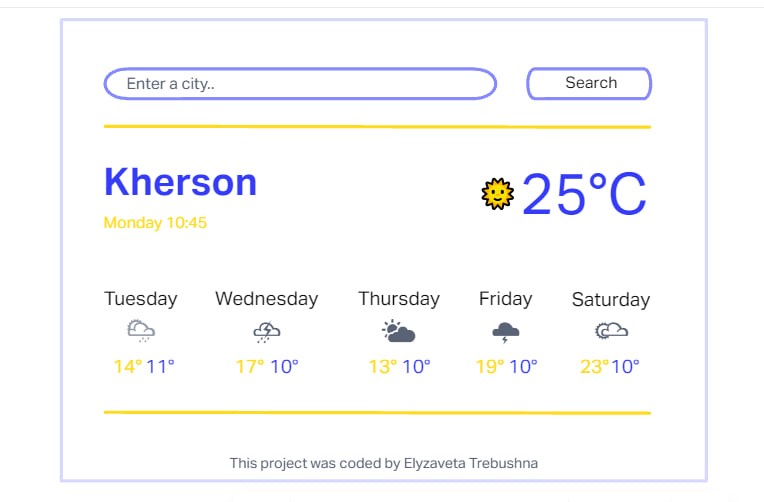 Enter a city..
Search
Kherson
25°C
Monday 10:45
Tuesday Wednesday Thursday Friday Saturday
14° 11° 17° 10° 13° 10° 19° 10° 23° 10°
This project was coded by Elyzaveta Trebushna